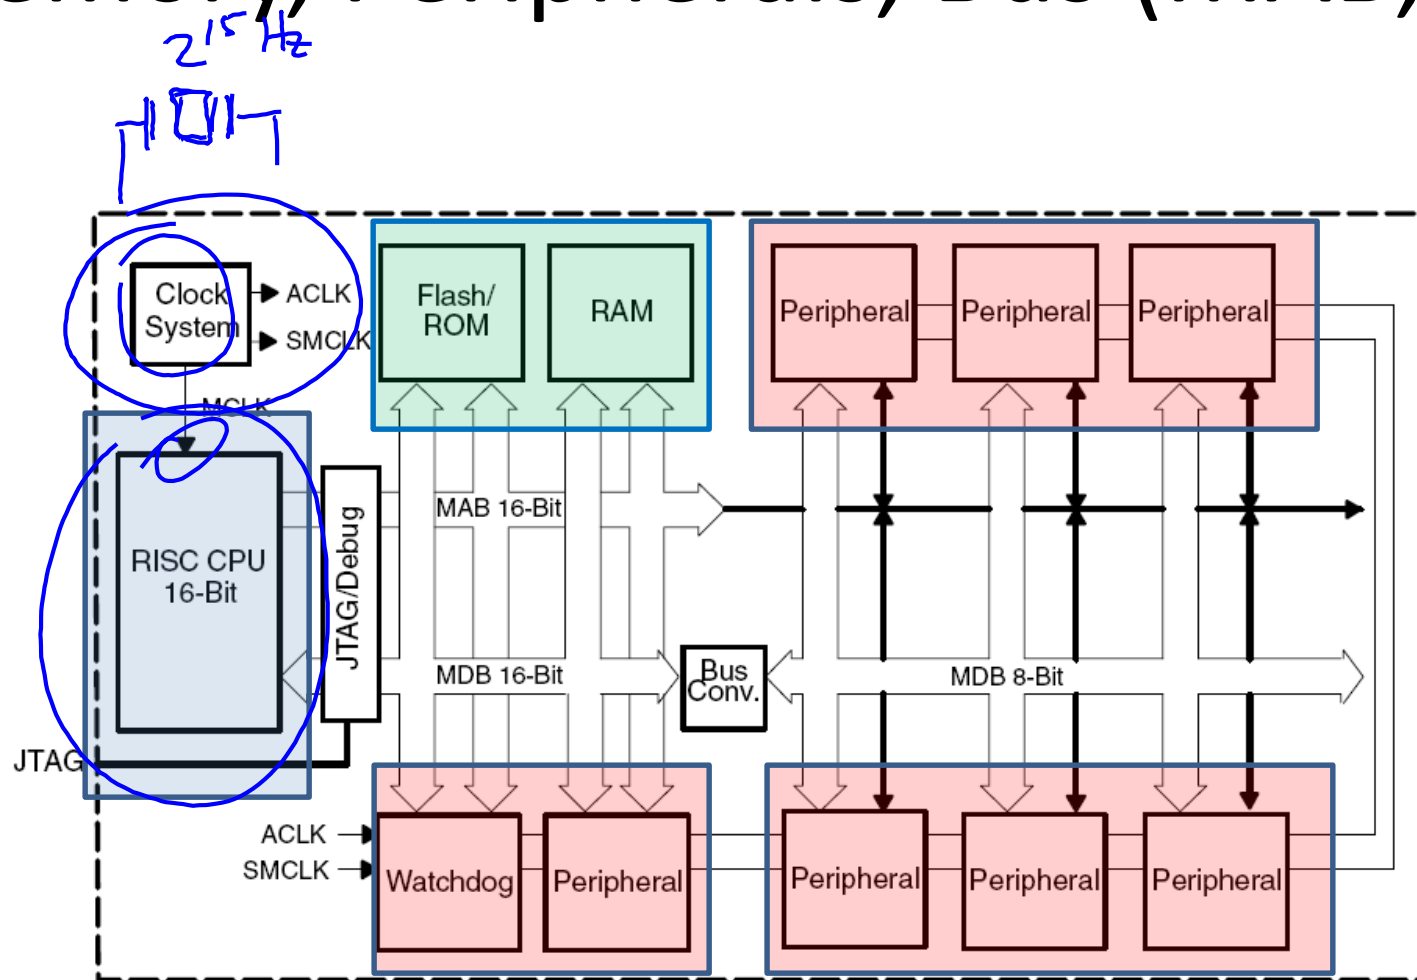 2^15 Hz
Clock
System
ACLK
SMCLK
MCLK
Flash/
ROM
RAM
Peripheral
Peripheral
Peripheral
RISC CPU
16-Bit
JTAG/Debug
MAB 16-Bit
MDB 16-Bit
Bus
Conv.
MDB 8-Bit
JTAG
ACLK
SMCLK
Watchdog
Peripheral
Peripheral
Peripheral
Peripheral